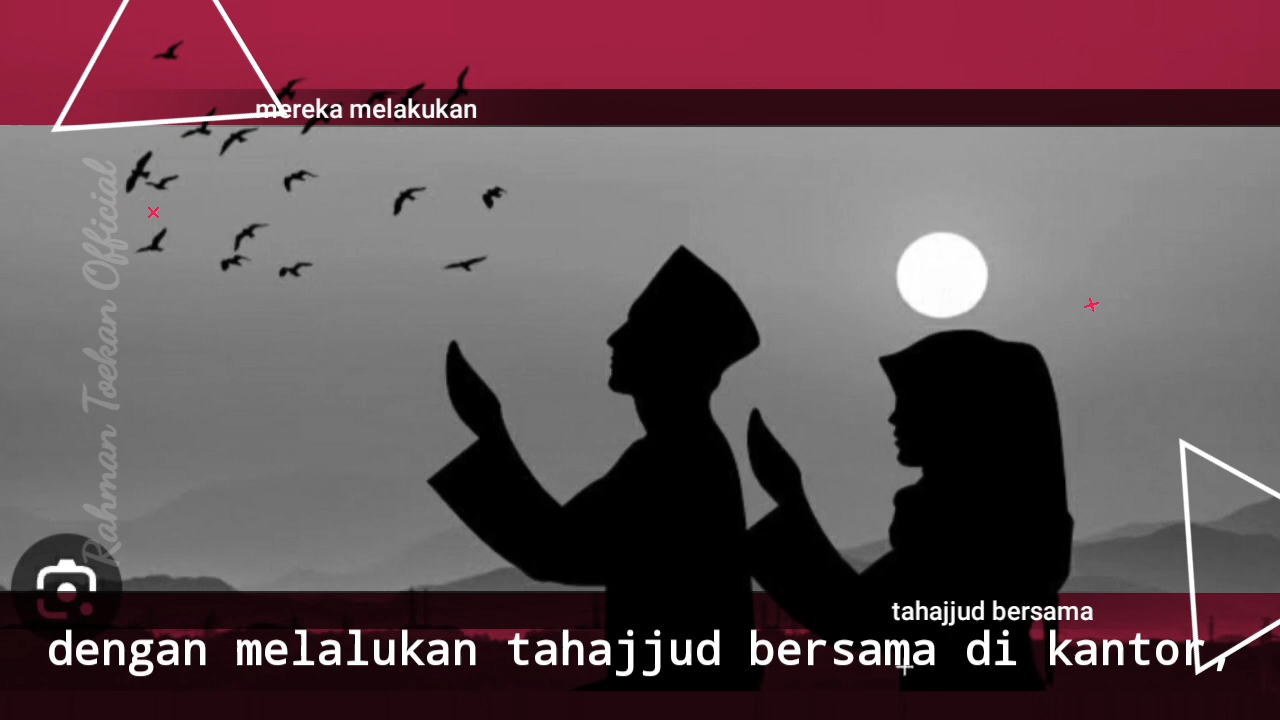 mereka melakukan
Rahman Toekan Official
tahajjud bersama
dengan melalukan tahajjud bersama di kantor,